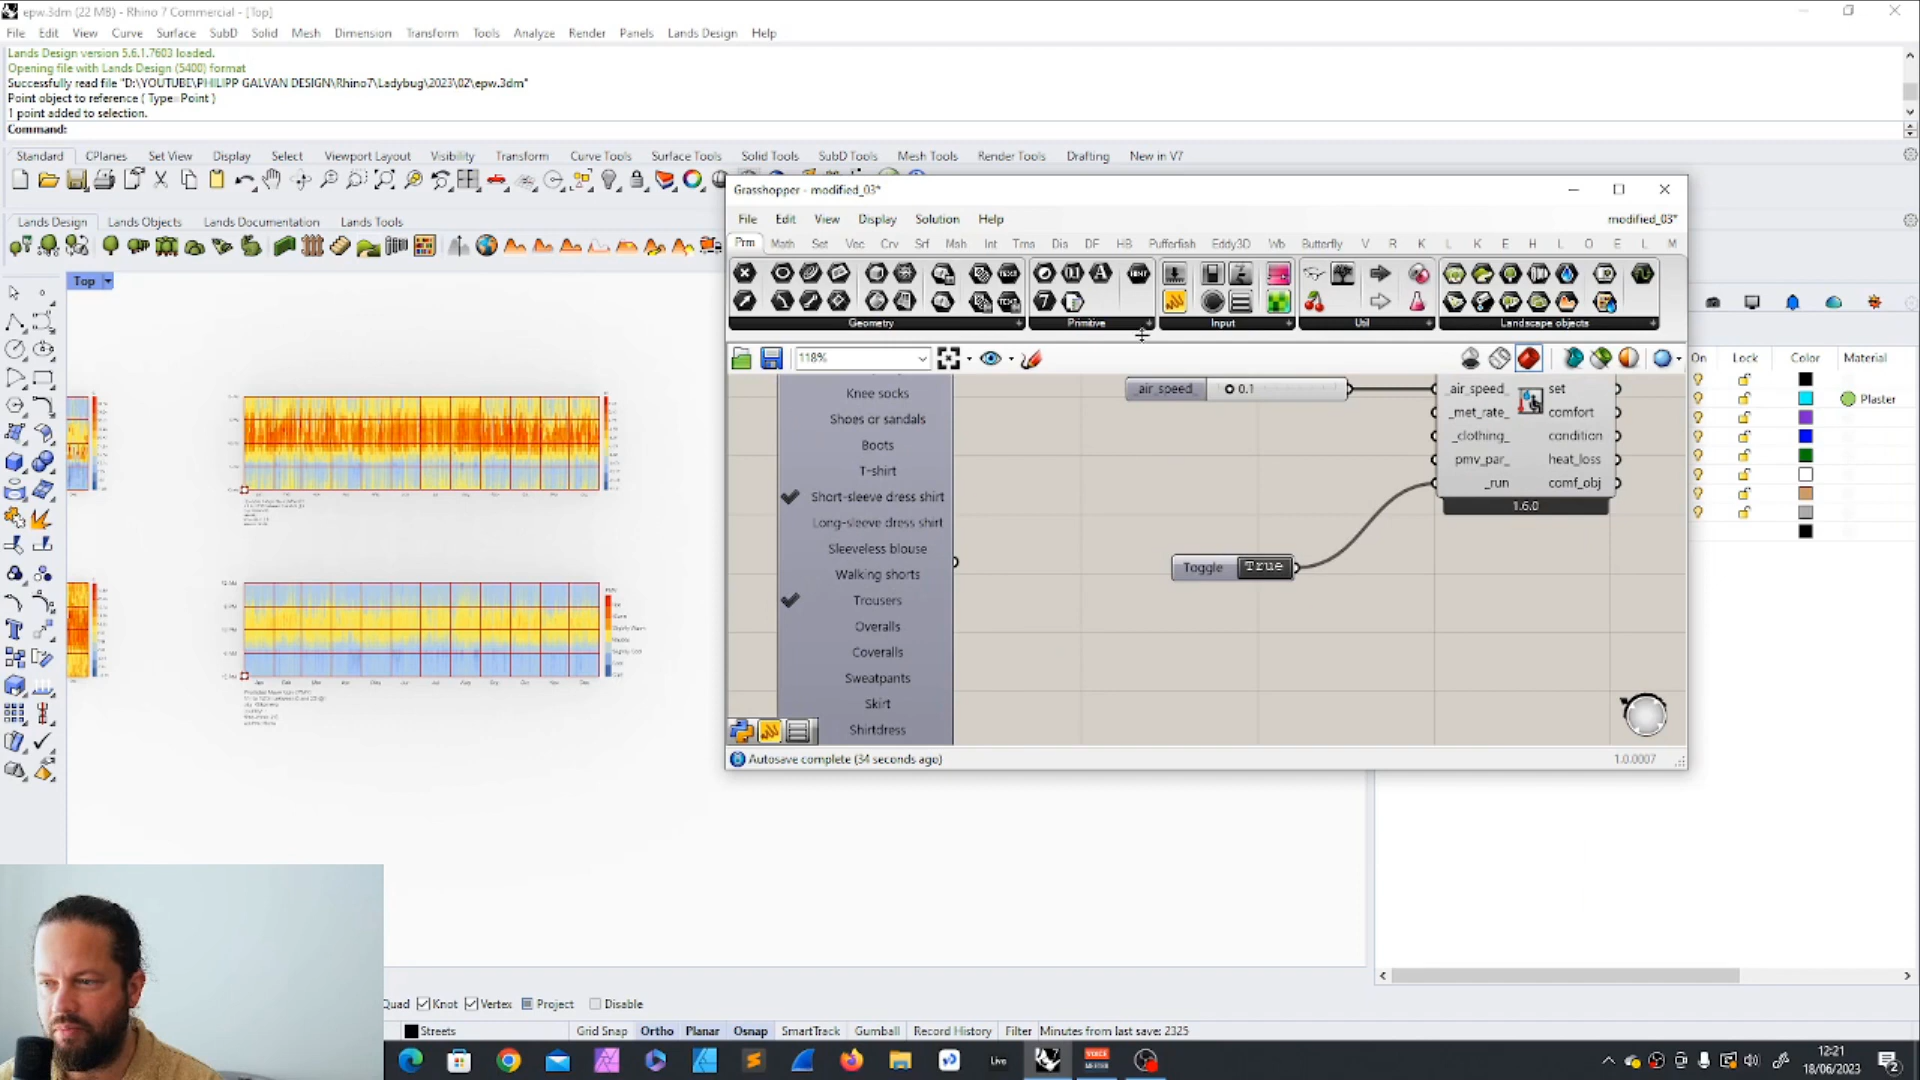 epw.3dm (22 MB) - Rhino 7 Commercial - [Top]
File Edit View Curve Surface SubD Solid Mesh Dimension Transform Tools Analyze Render Panels Lands Design Help
Lands Design version 5.6.1.7603 loaded.
Opening file with Lands Design (5400) format
Successfully read file "D:\YOUTUBE\PHILIPP GALVAN DESIGN\Rhino7\Ladybug\2023\02\epw.3dm"
Point object to reference ( Type=Point )
1 point added to selection.
Command:
Standard CPlanes Set View Display Select Viewport Layout Visibility Transform Curve Tools Surface Tools Solid Tools SubD Tools Mesh Tools Render Tools Drafting New in V7
Lands Design Lands Objects Lands Documentation Lands Tools
Top
Grasshopper - modified_03*
File Edit View Display Solution Help
modified_03*
Prm Math Set Vec Crv Srf Msh Int Trns Dis DF HB Pufferfish Eddy3D Wb Butterfly V R K L K E H L O E L M
Geometry Primitive Input Util Landscape objects
118%
On Lock Color Material
Plaster
Knee socks
Shoes or sandals
Boots
T-shirt
Short-sleeve dress shirt
Long-sleeve dress shirt
Sleeveless blouse
Walking shorts
Trousers
Overalls
Coveralls
Sweatpants
Skirt
Shirtdress
_air_speed_ 0.1
_air_speed_ set
_met_rate_ comfort
_clothing_ condition
pmv_par_ heat_loss
_run comf_obj
1.6.0
Toggle True
Autosave complete (34 seconds ago)
1.0.0007
Quad Knot Vertex Project Disable
Streets Grid Snap Ortho Planar Osnap SmartTrack Gumball Record History Filter Minutes from last save: 2325
Live
12:21
18/06/2023
2